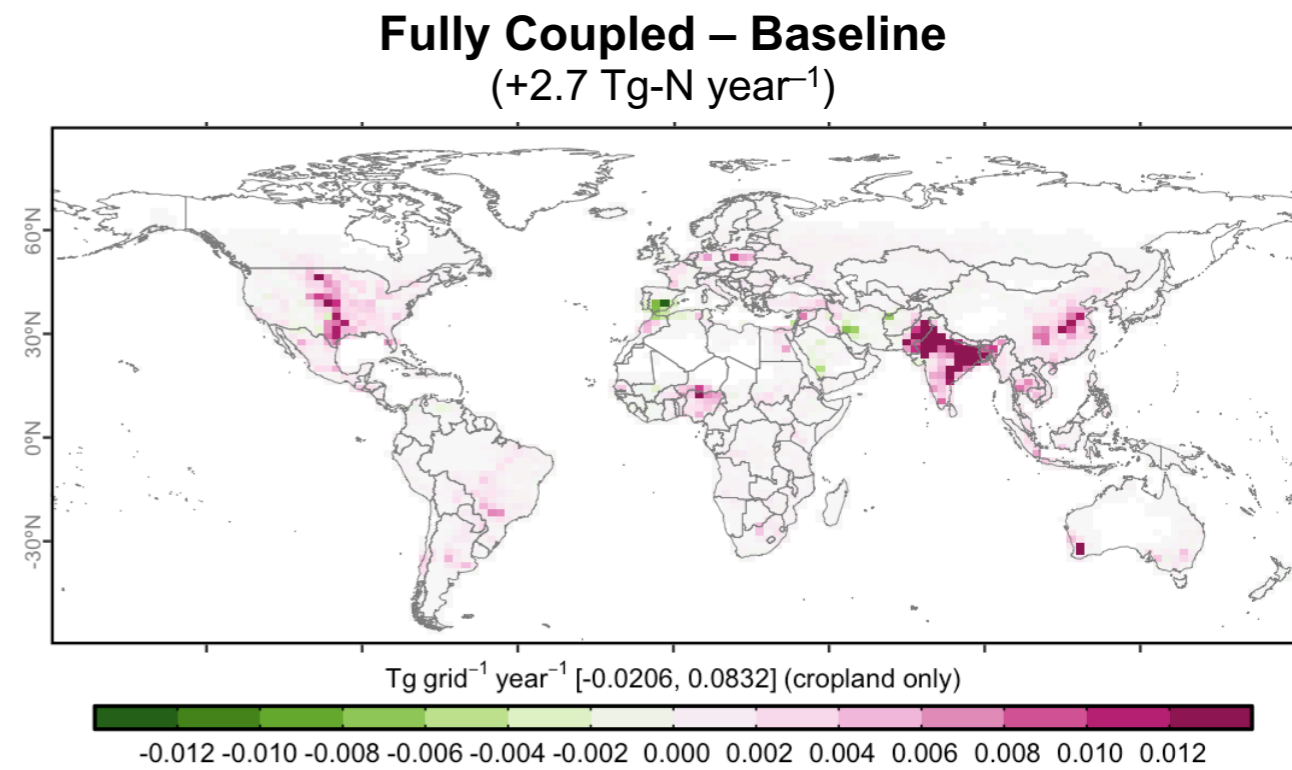 Fully Coupled – Baseline
(+2.7 Tg-N year⁻¹)
60°N
30°N
0°N
-30°N
Tg grid⁻¹ year⁻¹ [-0.0206, 0.0832] (cropland only)
-0.012 -0.010 -0.008 -0.006 -0.004 -0.002 0.000 0.002 0.004 0.006 0.008 0.010 0.012